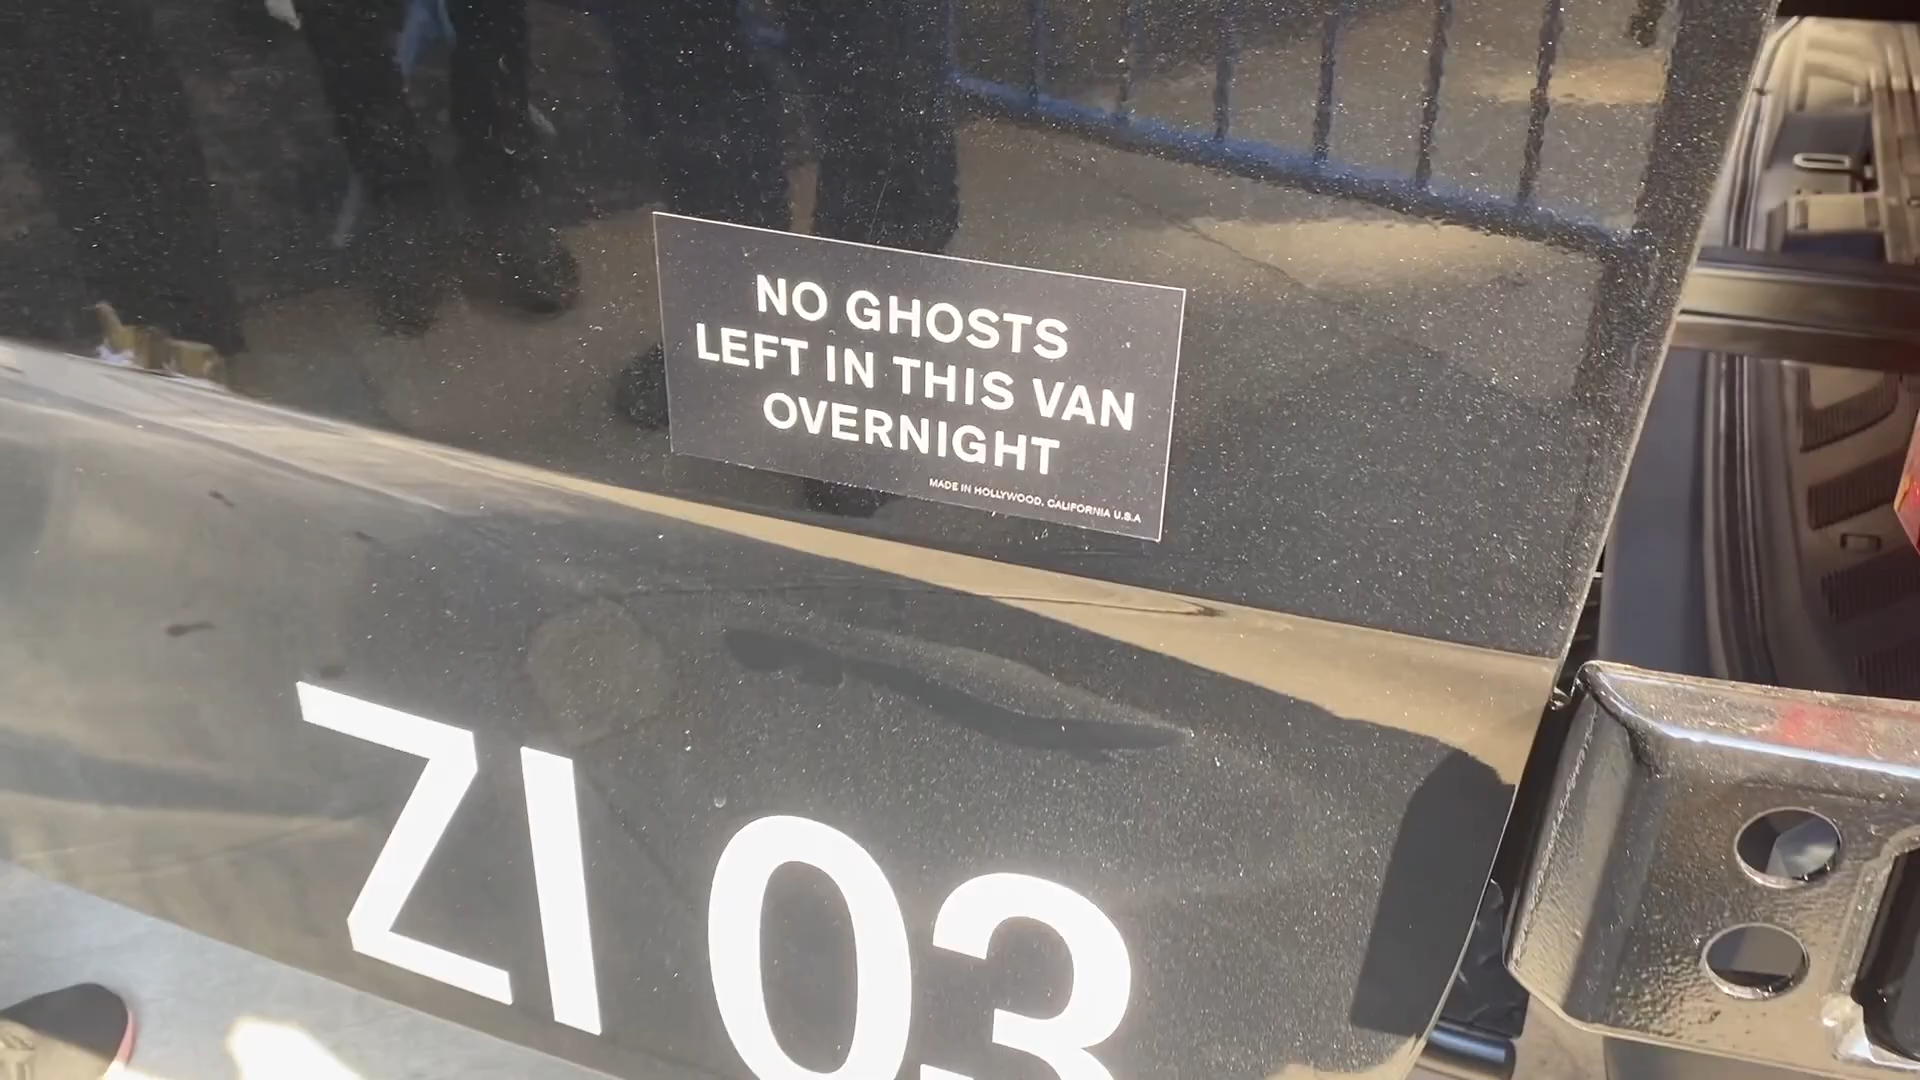 NO GHOSTS
LEFT IN THIS VAN
OVERNIGHT
MADE IN HOLLYWOOD, CALIFORNIA U.S.A
ZI 03